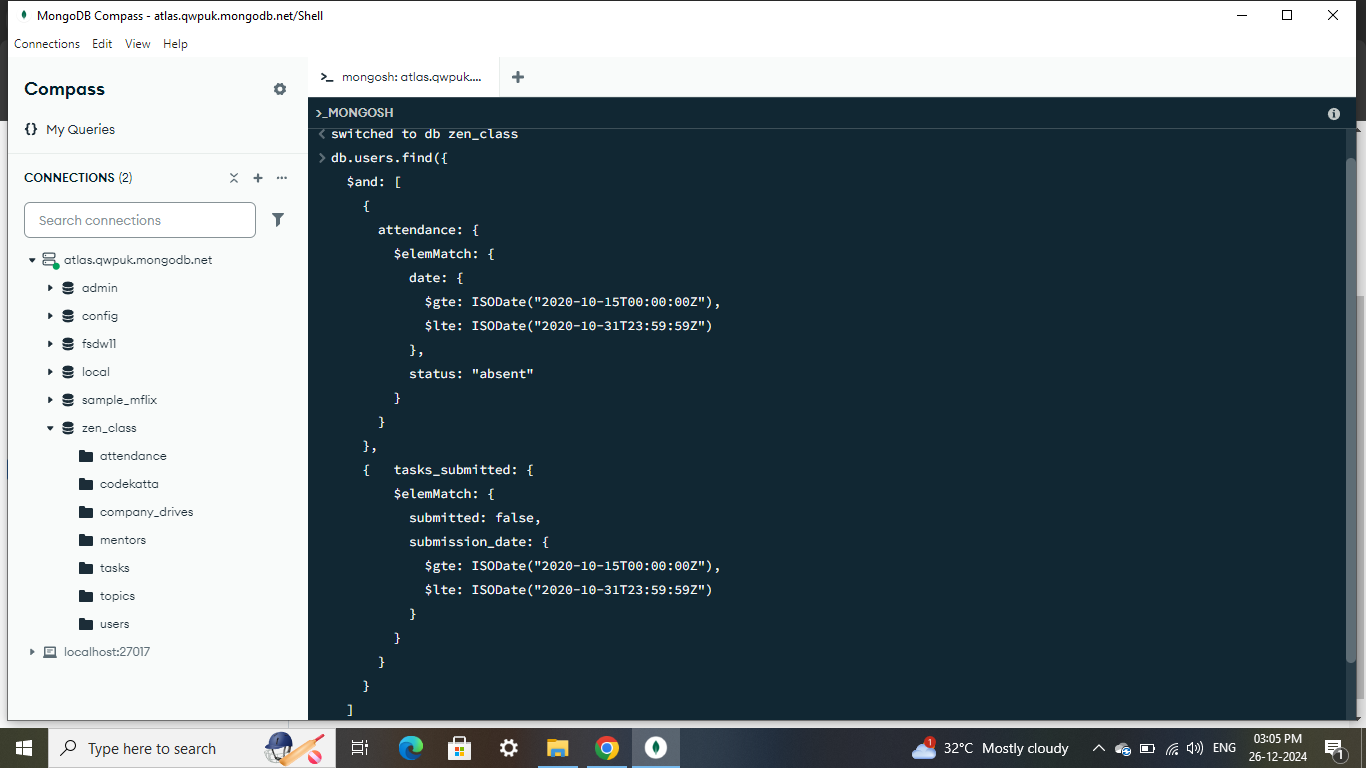 MongoDB Compass - atlas.qwpuk.mongodb.net/Shell
Connections Edit View Help
Compass
{} My Queries
CONNECTIONS (2)
Search connections
atlas.qwpuk.mongodb.net
admin
config
fsdw11
local
sample_mflix
zen_class
attendance
codekatta
company_drives
mentors
tasks
topics
users
localhost:27017
>_ mongosh: atlas.qwpuk....
>_MONGOSH
< switched to db zen_class
> db.users.find({
$and: [
{
attendance: {
$elemMatch: {
date: {
$gte: ISODate("2020-10-15T00:00:00Z"),
$lte: ISODate("2020-10-31T23:59:59Z")
},
status: "absent"
}
}
},
{ tasks_submitted: {
$elemMatch: {
submitted: false,
submission_date: {
$gte: ISODate("2020-10-15T00:00:00Z"),
$lte: ISODate("2020-10-31T23:59:59Z")
}
}
}
}
]
Type here to search
1
32°C Mostly cloudy
ENG
03:05 PM
26-12-2024
1